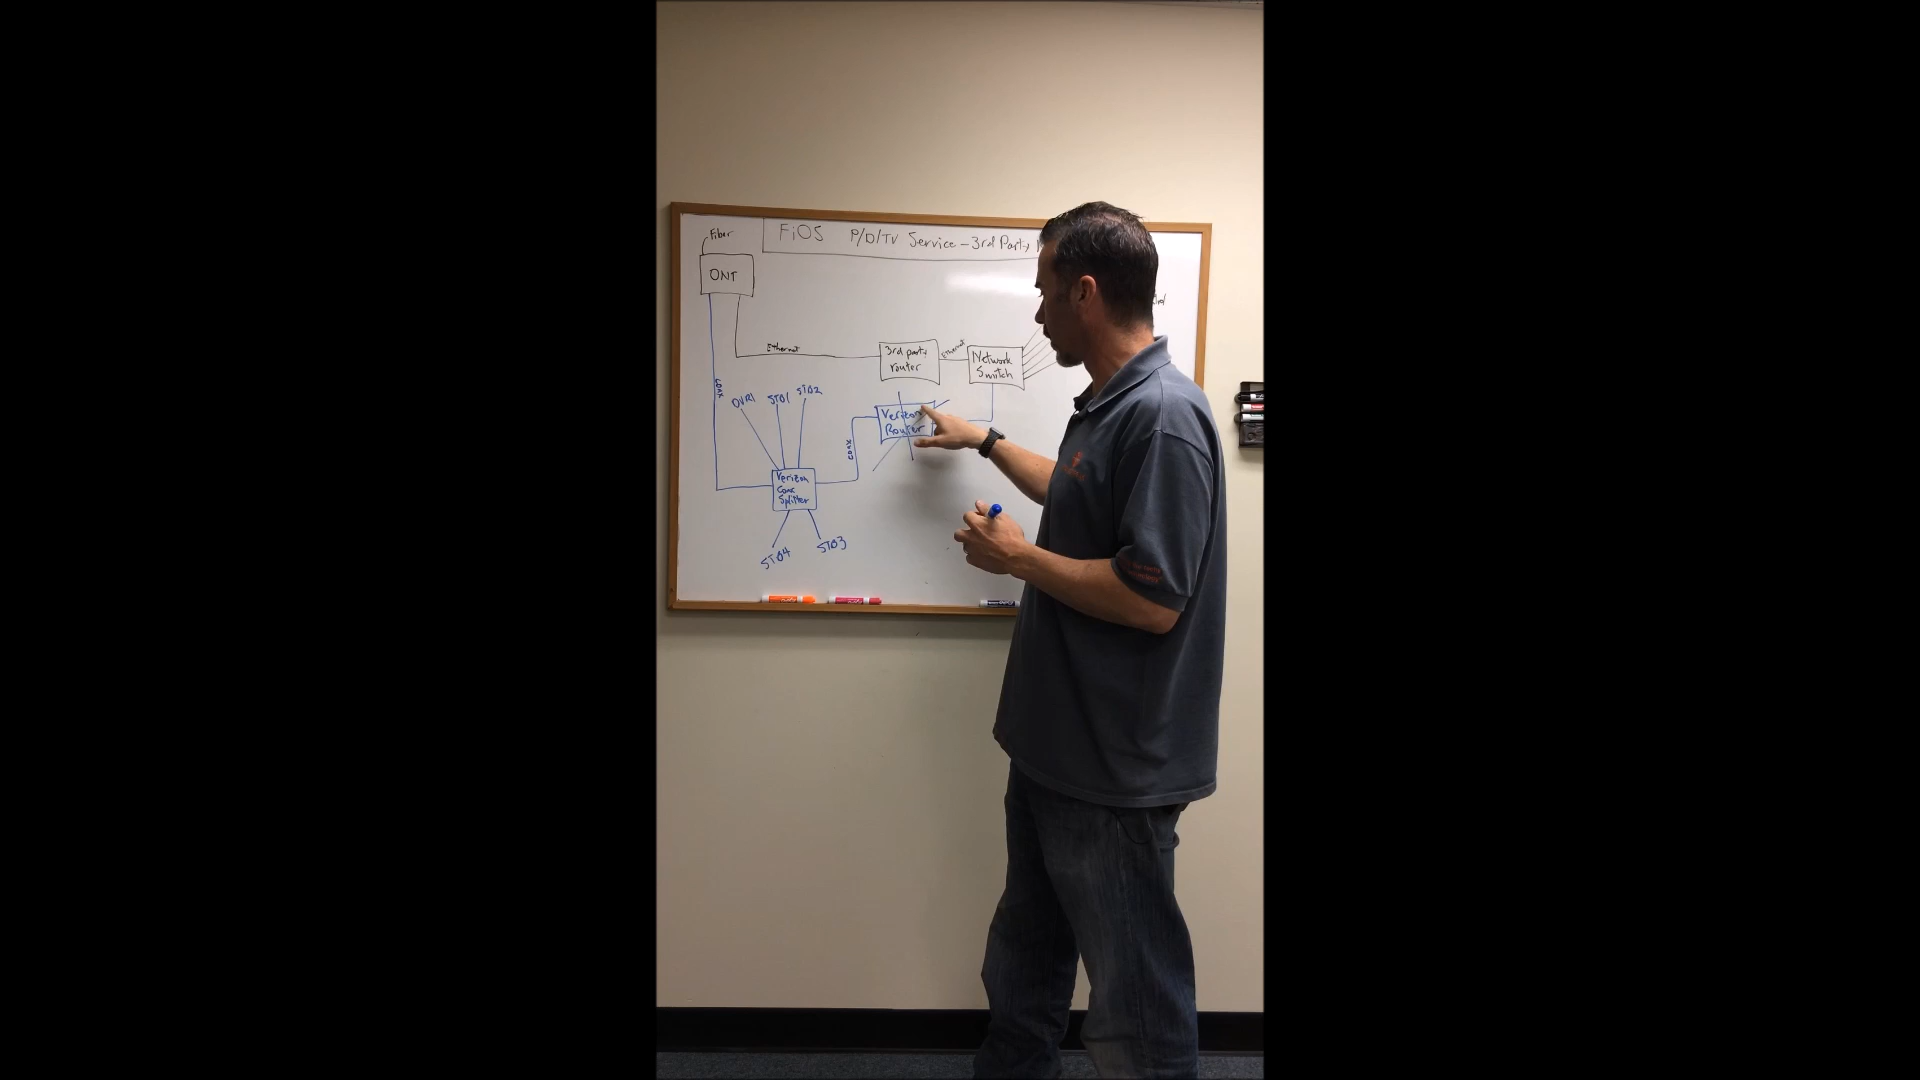 Fiber
FiOS P/D/TV Service - 3rd Party
ONT
Ethernet
3rd party
router
Ethernet
Network
Switch
coax
DVR1
STB1
STB2
Verizon
Router
coax
Verizon
Coax
Splitter
STB4
STB3